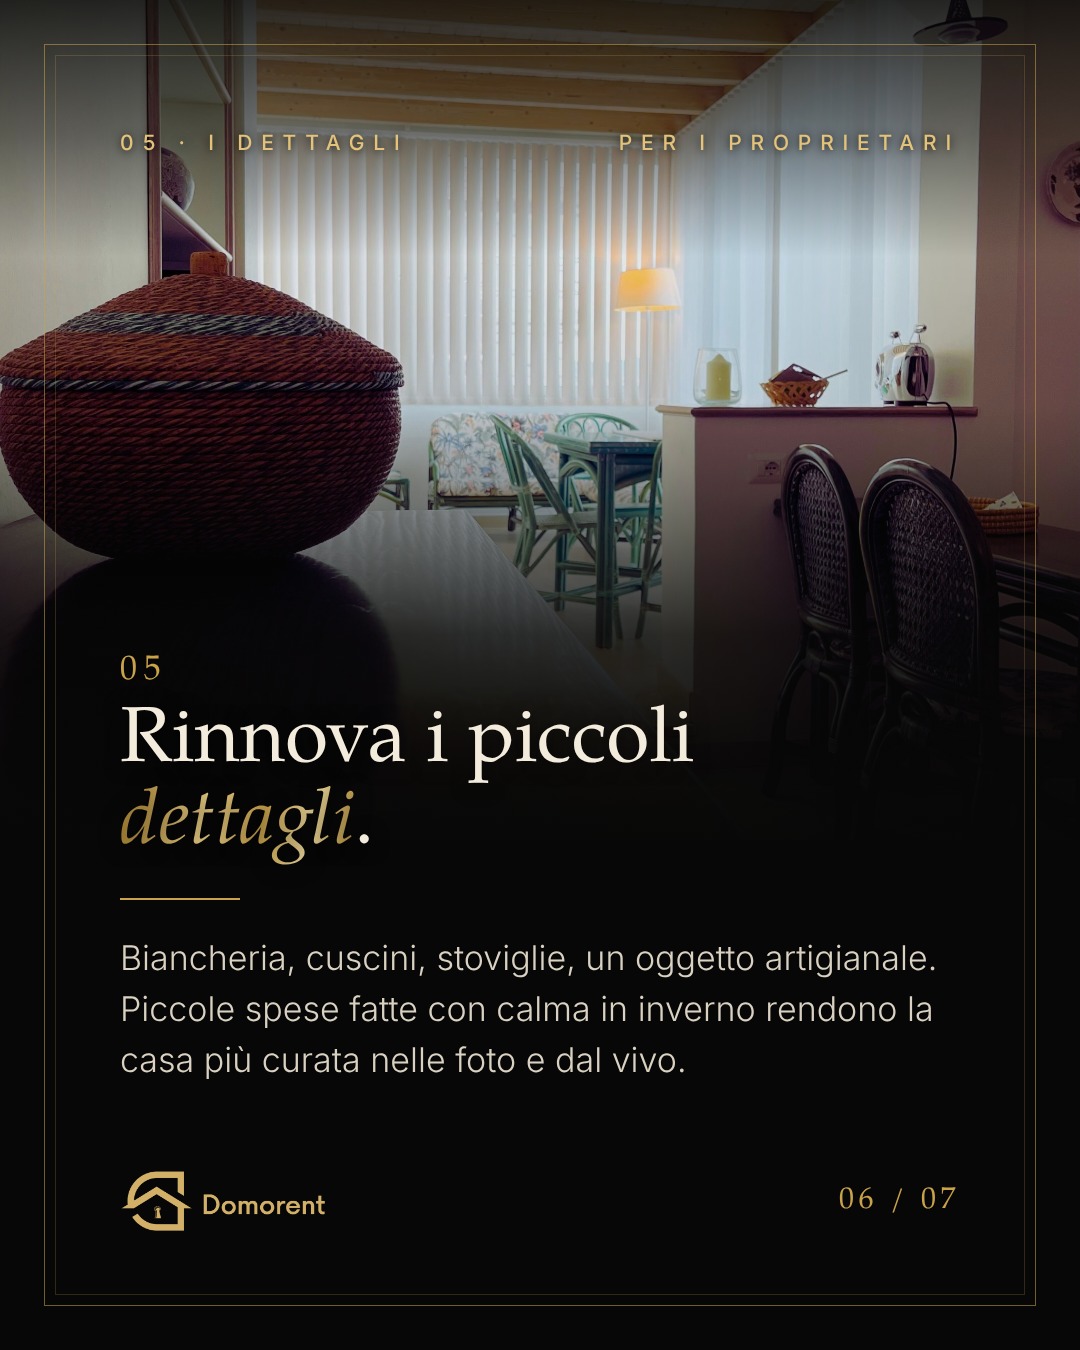 05 · I DETTAGLI
PER I PROPRIETARI
05
Rinnova i piccoli
dettagli.
Biancheria, cuscini, stoviglie, un oggetto artigianale.
Piccole spese fatte con calma in inverno rendono la
casa più curata nelle foto e dal vivo.
Domorent
06 / 07